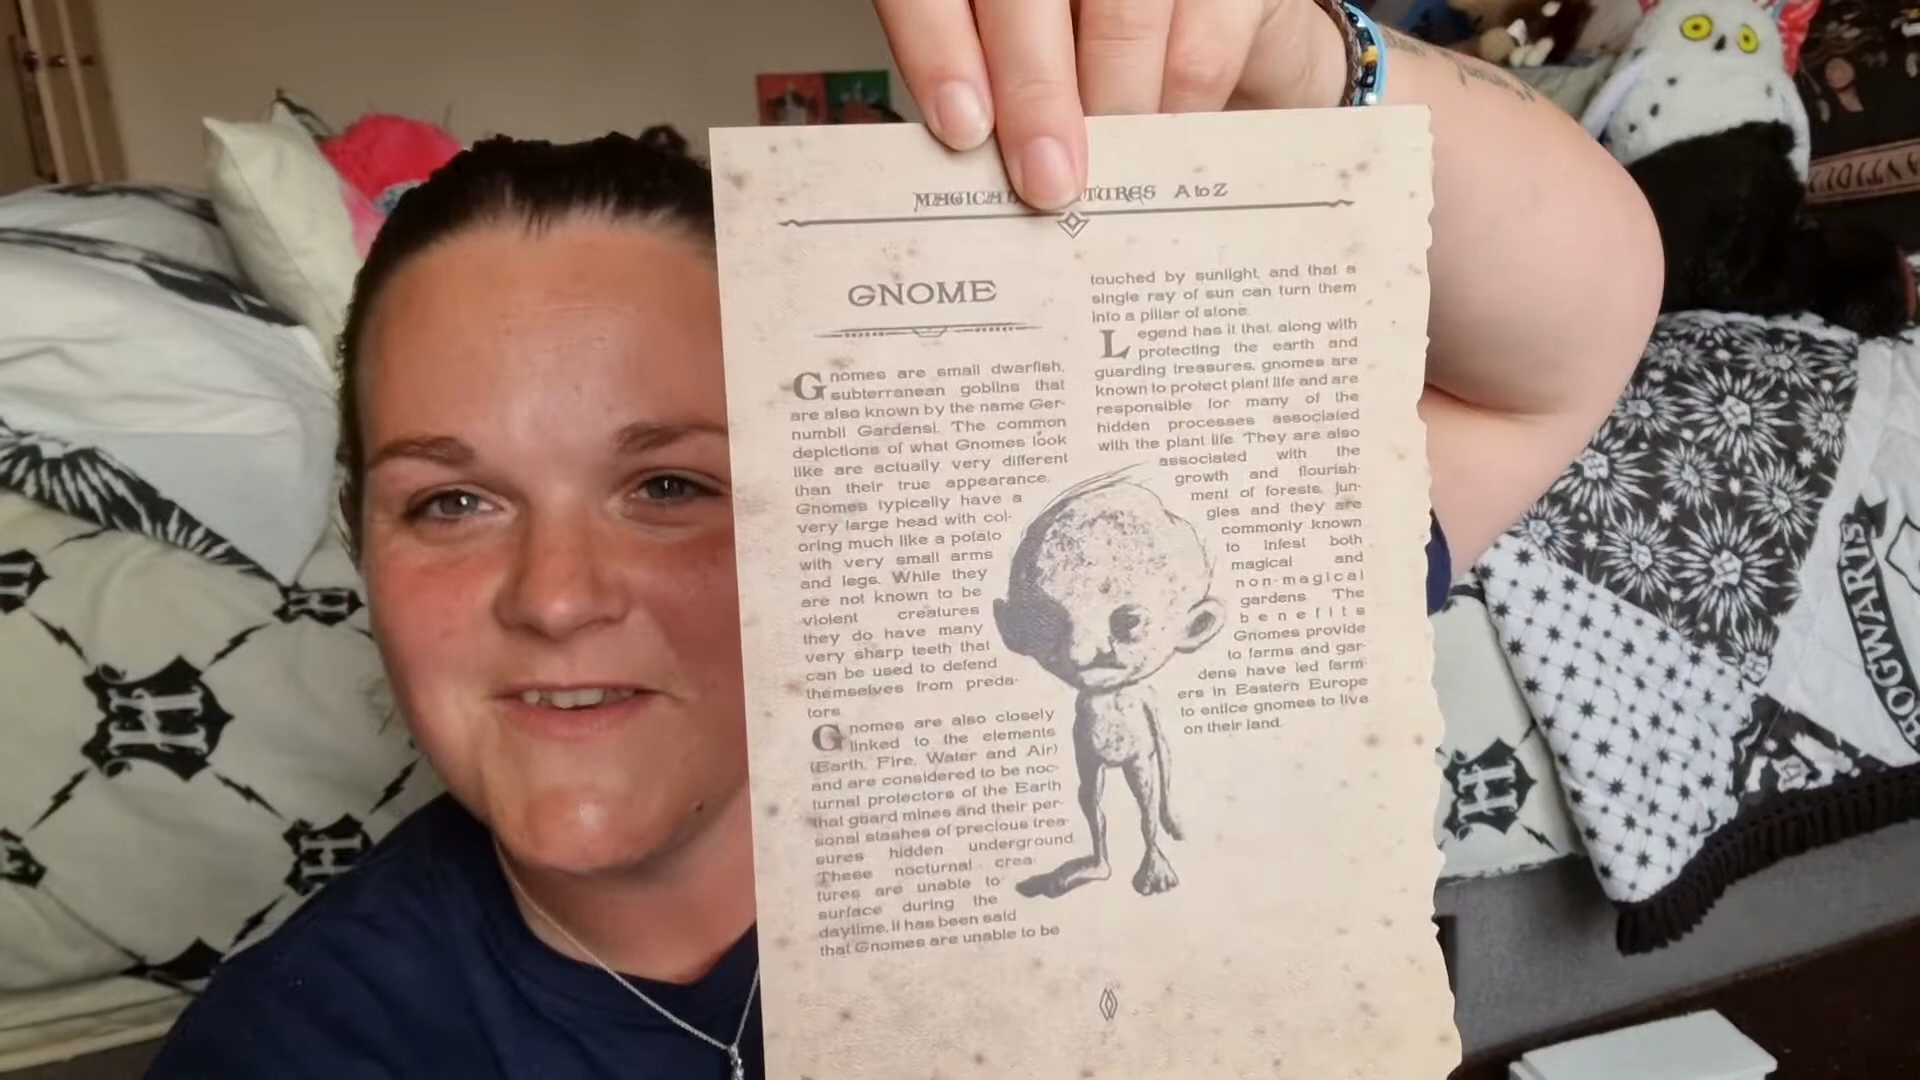 MAGICAL TURES A to Z
GNOME
Gnomes are small dwarfish,
subterranean goblins that
are also known by the name Ger-
numbli Gardensi. The common
depictions of what Gnomes look
like are actually very different
than their true appearance.
Gnomes typically have a
very large head with col-
oring much like a potato
with very small arms
and legs. While they
are not known to be
violent creatures
they do have many
very sharp teeth that
can be used to defend
themselves from preda-
tors.
Gnomes are also closely
linked to the elements
(Earth, Fire, Water and Air)
and are considered to be noc-
turnal protectors of the Earth
that guard mines and their per-
sonal stashes of precious trea-
sures hidden underground.
These nocturnal crea-
tures are unable to
surface during the
daytime. It has been said
that Gnomes are unable to be
touched by sunlight, and that a
single ray of sun can turn them
into a pillar of stone.
Legend has it that, along with
protecting the earth and
guarding treasures, gnomes are
known to protect plant life and are
responsible for many of the
hidden processes associated
with the plant life. They are also
associated with the
growth and flourish-
ment of forests, jun-
gles and they are
commonly known
to infest both
magical and
non-magical
gardens. The
benefits
Gnomes provide
to farms and gar-
dens have led farm-
ers in Eastern Europe
to entice gnomes to live
on their land.
HOGWARTS
H
H
H
H